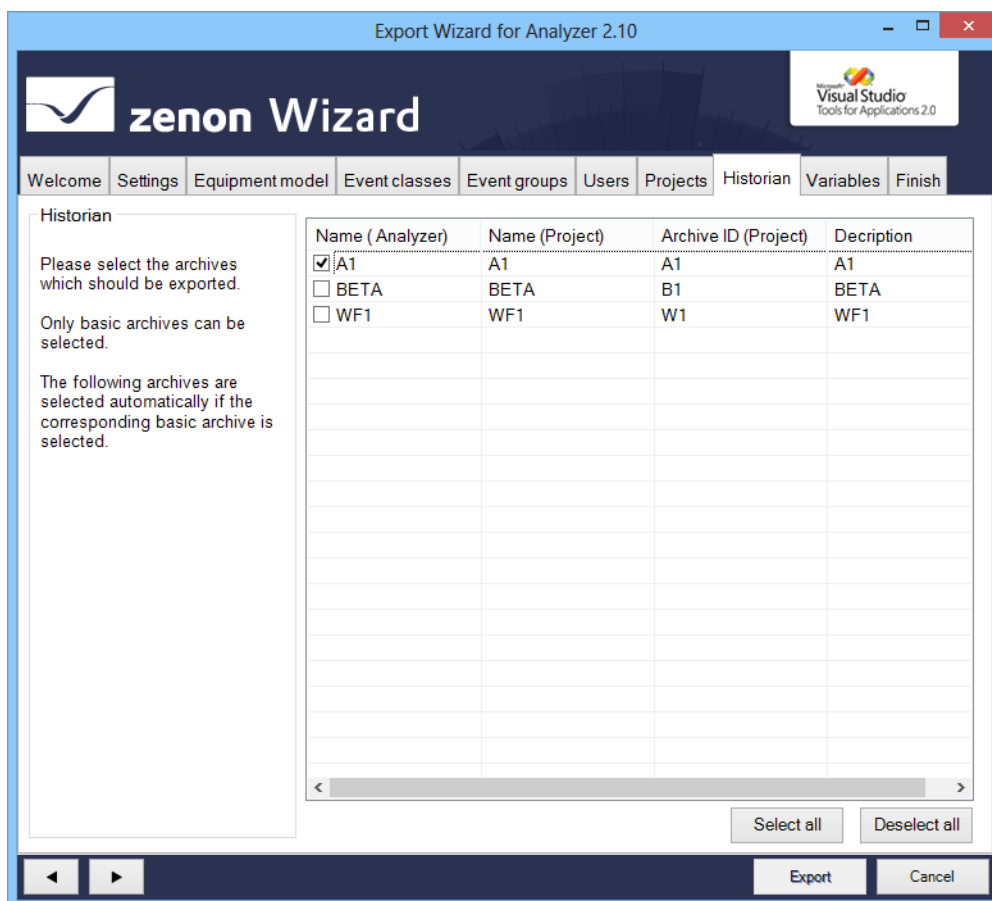 Export Wizard for Analyzer 2.10
zenon Wizard
Microsoft
Visual Studio
Tools for Applications 2.0
Welcome Settings Equipment model Event classes Event groups Users Projects Historian Variables Finish
Historian
Please select the archives
which should be exported.
Only basic archives can be
selected.
The following archives are
selected automatically if the
corresponding basic archive is
selected.
Name ( Analyzer) Name (Project) Archive ID (Project) Decription
A1 A1 A1 A1
BETA BETA B1 BETA
WF1 WF1 W1 WF1
Select all Deselect all
Export Cancel